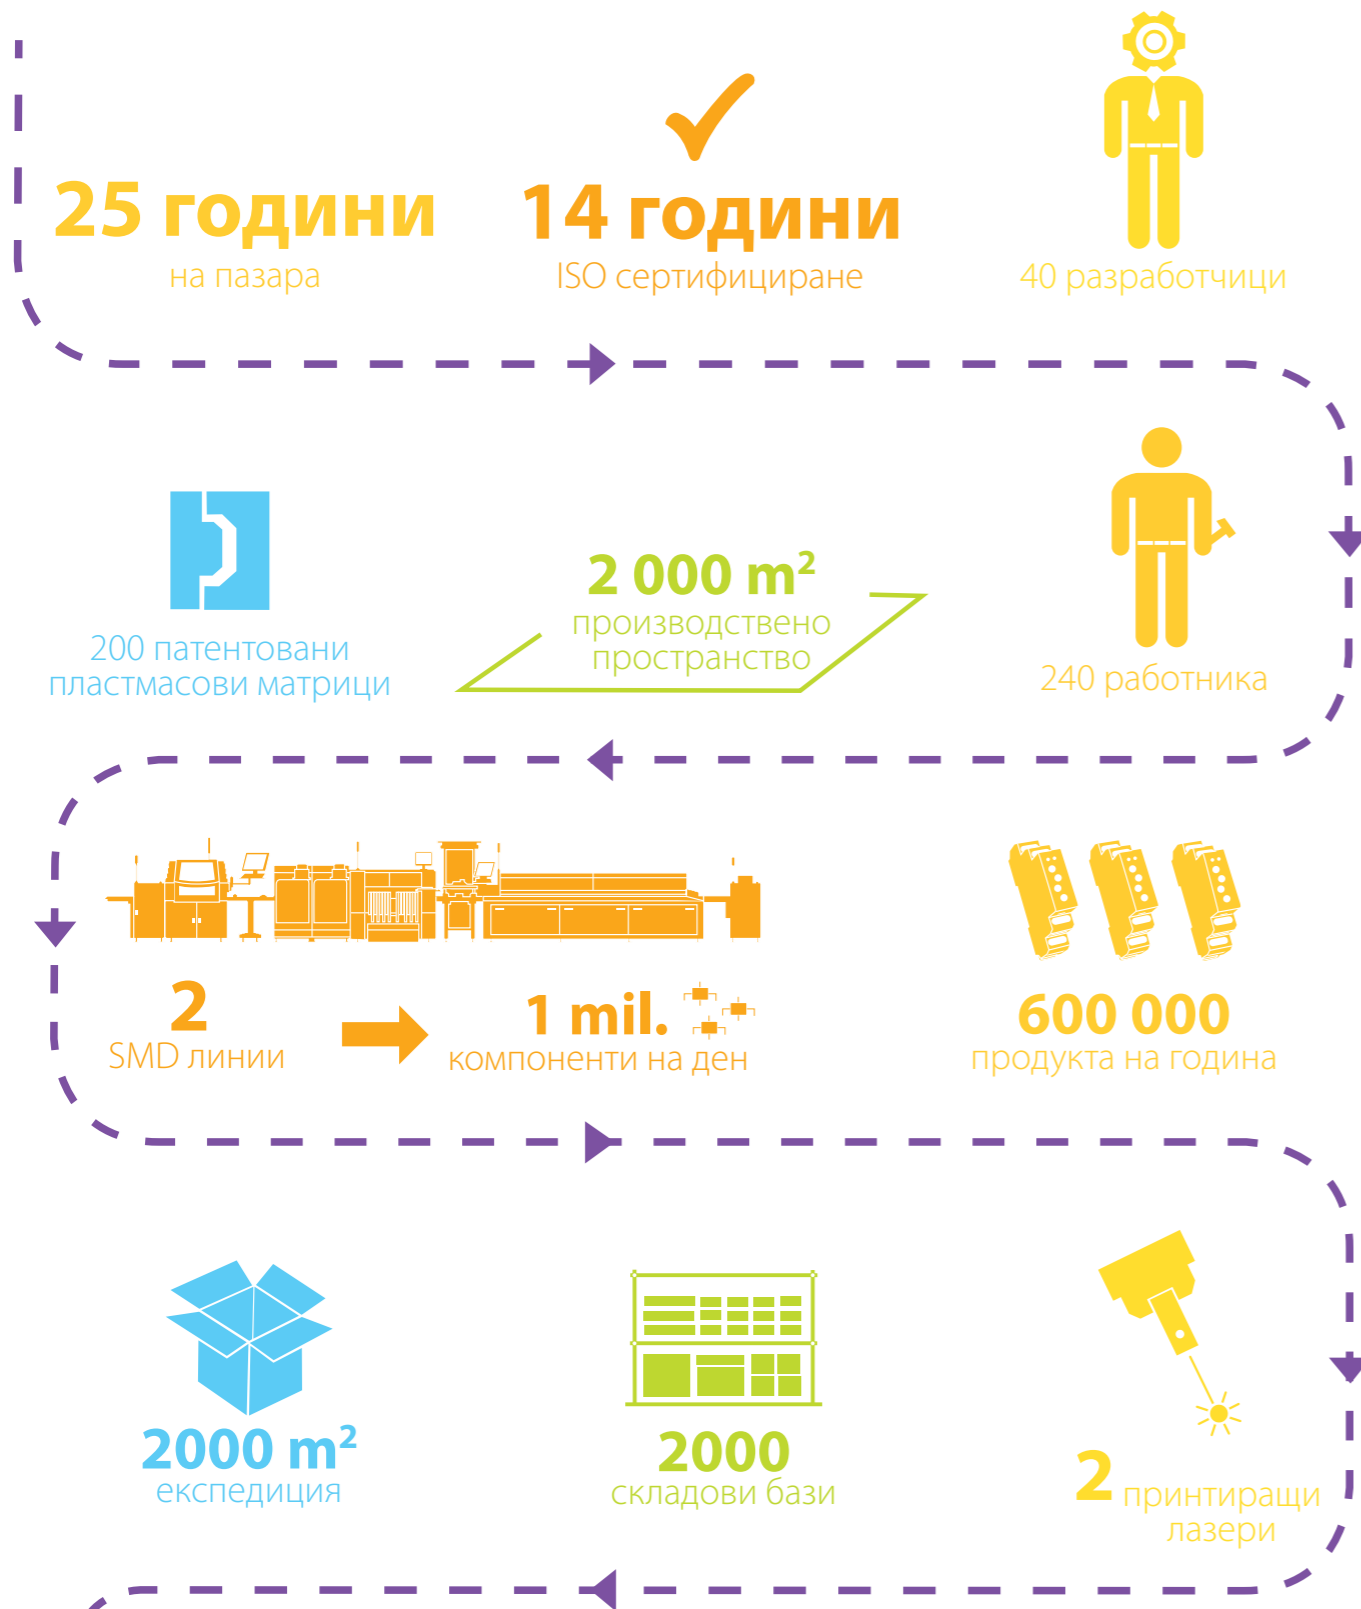 25 години
на пазара
14 години
ISO сертифициране
40 разработчици
200 патентовани
пластмасови матрици
2 000 m²
производствено
пространство
240 работника
2
SMD линии
1 mil.
компоненти на ден
600 000
продукта на година
2000 m²
експедиция
2000
складови бази
2 принтиращи
лазери